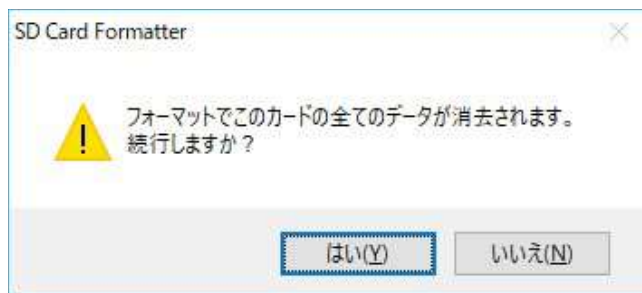 SD Card Formatter
フォーマットでこのカードの全てのデータが消去されます。
続行しますか？
はい(Y)
いいえ(N)